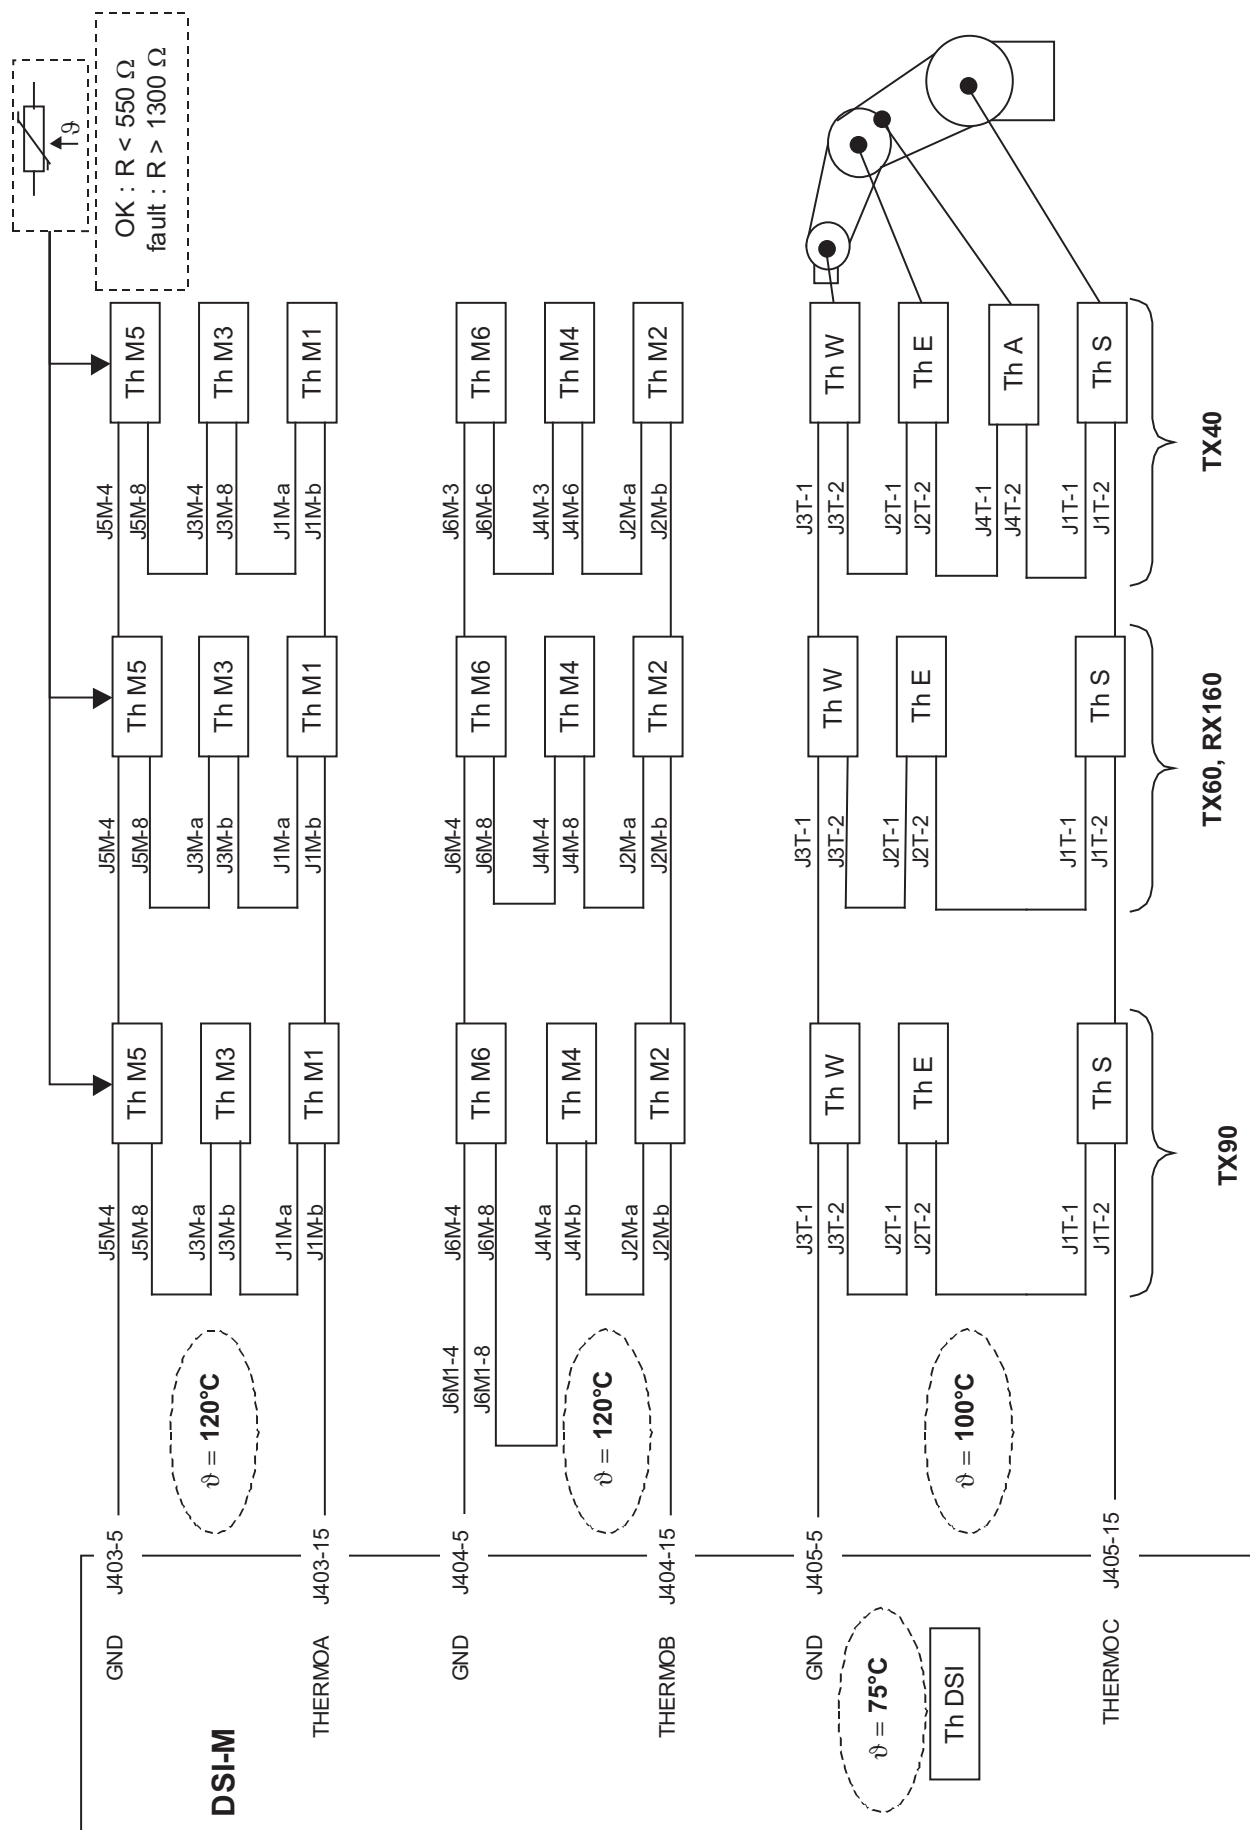 DSI-M
GND
J403-5
THERMOA
J403-15
ϑ = 120°C
J5M-4
J5M-8
J3M-a
J3M-b
J1M-a
J1M-b
Th M5
Th M3
Th M1
J5M-4
J5M-8
J3M-a
J3M-b
J1M-a
J1M-b
Th M5
Th M3
Th M1
J5M-4
J5M-8
J3M-4
J3M-8
J1M-a
J1M-b
Th M5
Th M3
Th M1
ϑ
OK : R < 550 Ω
fault : R > 1300 Ω
GND
J404-5
THERMOB
J404-15
J6M1-4
J6M1-8
ϑ = 120°C
J6M-4
J6M-8
J4M-a
J4M-b
J2M-a
J2M-b
Th M6
Th M4
Th M2
J6M-4
J6M-8
J4M-4
J4M-8
J2M-a
J2M-b
Th M6
Th M4
Th M2
J6M-3
J6M-6
J4M-3
J4M-6
J2M-a
J2M-b
Th M6
Th M4
Th M2
GND
J405-5
ϑ = 75°C
Th DSI
THERMOC
J405-15
ϑ = 100°C
J3T-1
J3T-2
J2T-1
J2T-2
J1T-1
J1T-2
Th W
Th E
Th S
J3T-1
J3T-2
J2T-1
J2T-2
J1T-1
J1T-2
Th W
Th E
Th S
J3T-1
J3T-2
J2T-1
J2T-2
J4T-1
J4T-2
J1T-1
J1T-2
Th W
Th E
Th A
Th S
TX90
TX60, RX160
TX40